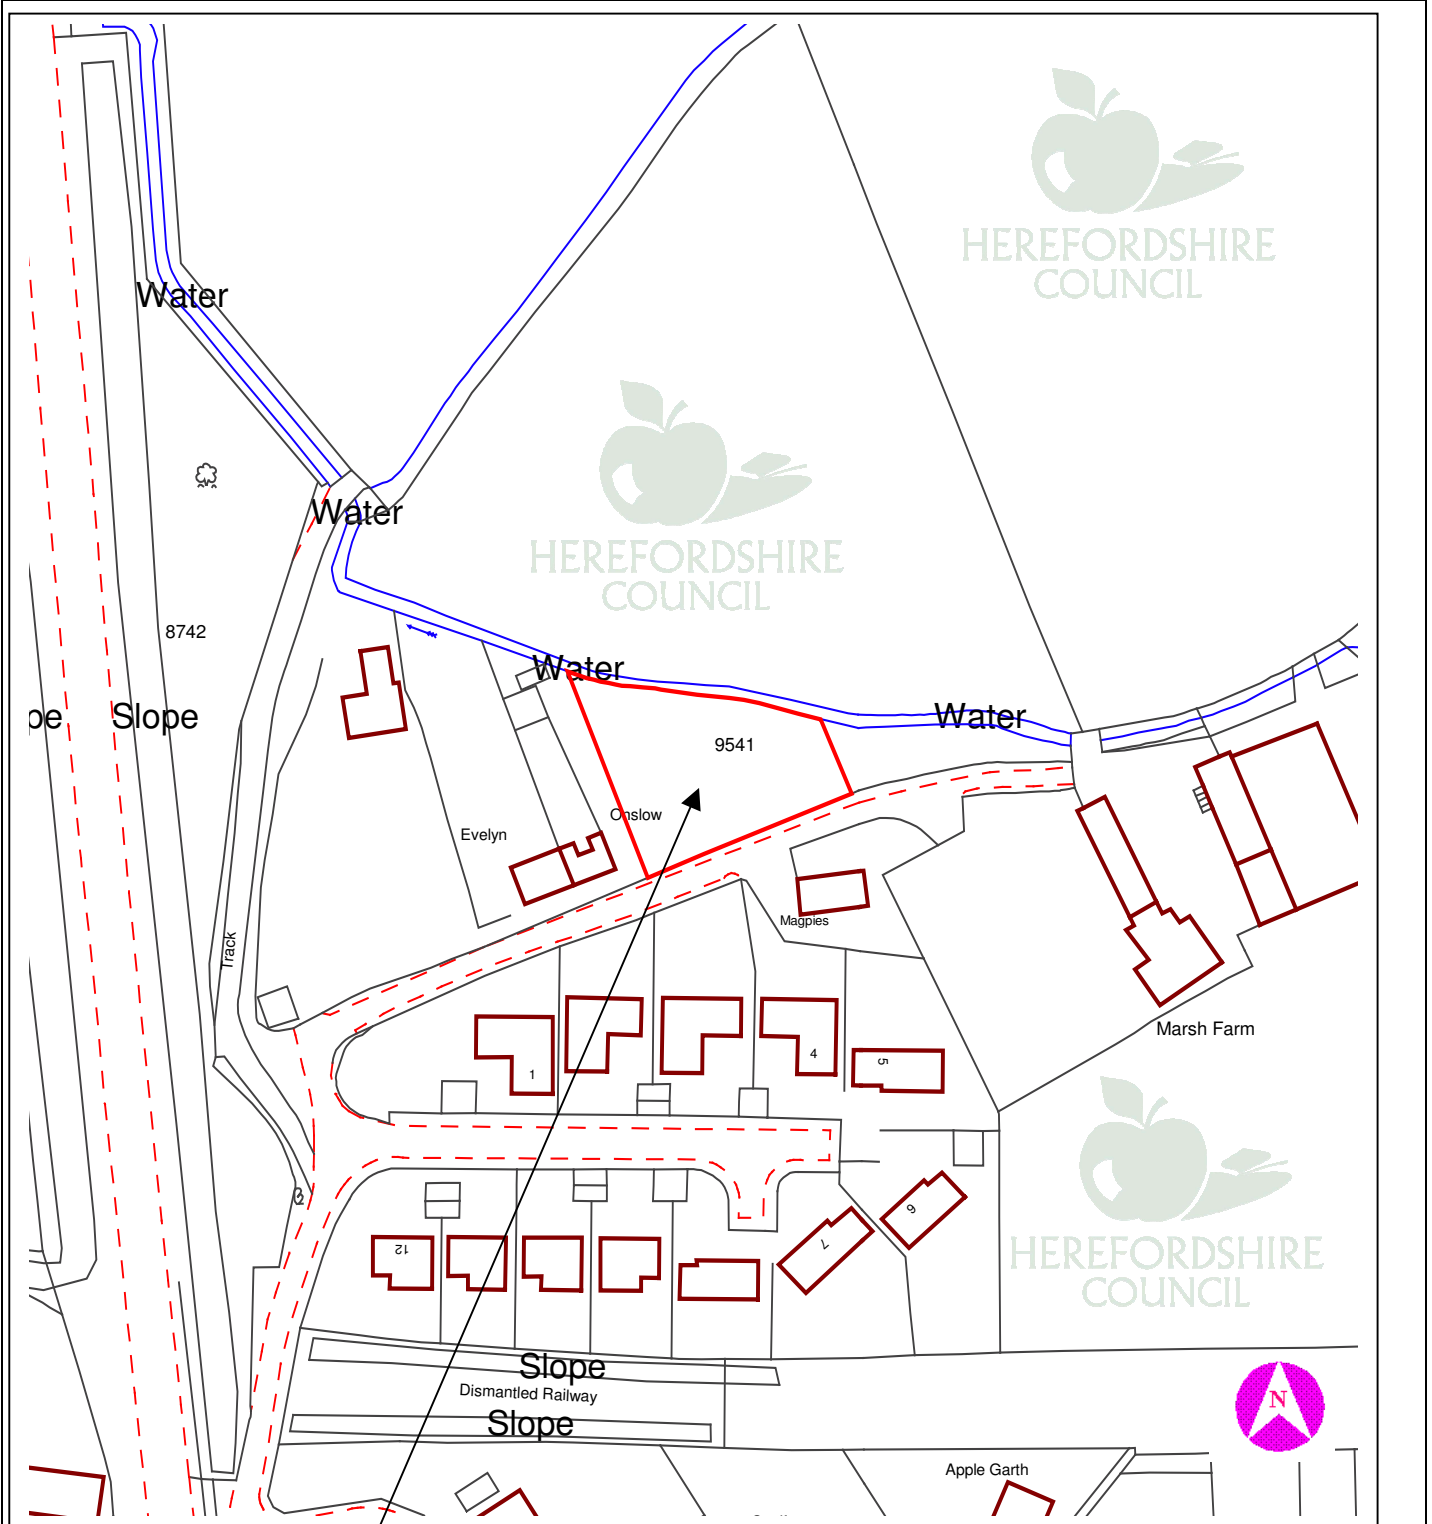 HEREFORDSHIRE
COUNCIL
Water
HEREFORDSHIRE
COUNCIL
Water
8742
Water
pe
Slope
Water
9541
Onslow
Evelyn
Magpies
Track
Marsh Farm
1
4
5
HEREFORDSHIRE
COUNCIL
6
7
12
Slope
Dismantled Railway
Slope
N
Apple Garth